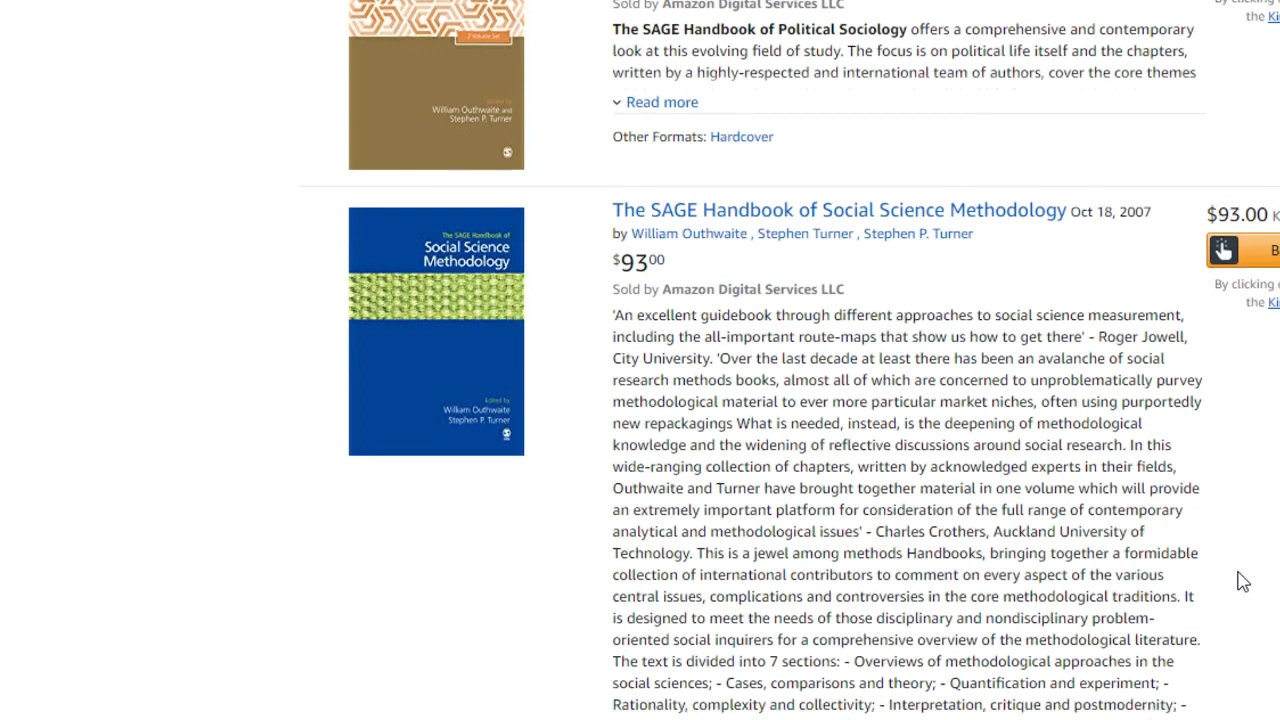 Sold by Amazon Digital Services LLC
By clicking
the Ki
The SAGE Handbook of Political Sociology offers a comprehensive and contemporary
look at this evolving field of study. The focus is on political life itself and the chapters,
written by a highly-respected and international team of authors, cover the core themes
Read more
Other Formats: Hardcover
2 Volume Set
Edited by
William Outhwaite and
Stephen P. Turner
The SAGE Handbook of Social Science Methodology Oct 18, 2007
by William Outhwaite , Stephen Turner , Stephen P. Turner
$9300
Sold by Amazon Digital Services LLC
$93.00 K
B
By clicking
the Ki
The SAGE Handbook of
Social Science
Methodology
Edited by
William Outhwaite
Stephen P. Turner
'An excellent guidebook through different approaches to social science measurement,
including the all-important route-maps that show us how to get there' - Roger Jowell,
City University. 'Over the last decade at least there has been an avalanche of social
research methods books, almost all of which are concerned to unproblematically purvey
methodological material to ever more particular market niches, often using purportedly
new repackagings What is needed, instead, is the deepening of methodological
knowledge and the widening of reflective discussions around social research. In this
wide-ranging collection of chapters, written by acknowledged experts in their fields,
Outhwaite and Turner have brought together material in one volume which will provide
an extremely important platform for consideration of the full range of contemporary
analytical and methodological issues' - Charles Crothers, Auckland University of
Technology. This is a jewel among methods Handbooks, bringing together a formidable
collection of international contributors to comment on every aspect of the various
central issues, complications and controversies in the core methodological traditions. It
is designed to meet the needs of those disciplinary and nondisciplinary problem-
oriented social inquirers for a comprehensive overview of the methodological literature.
The text is divided into 7 sections: - Overviews of methodological approaches in the
social sciences; - Cases, comparisons and theory; - Quantification and experiment; -
Rationality, complexity and collectivity; - Interpretation, critique and postmodernity; -